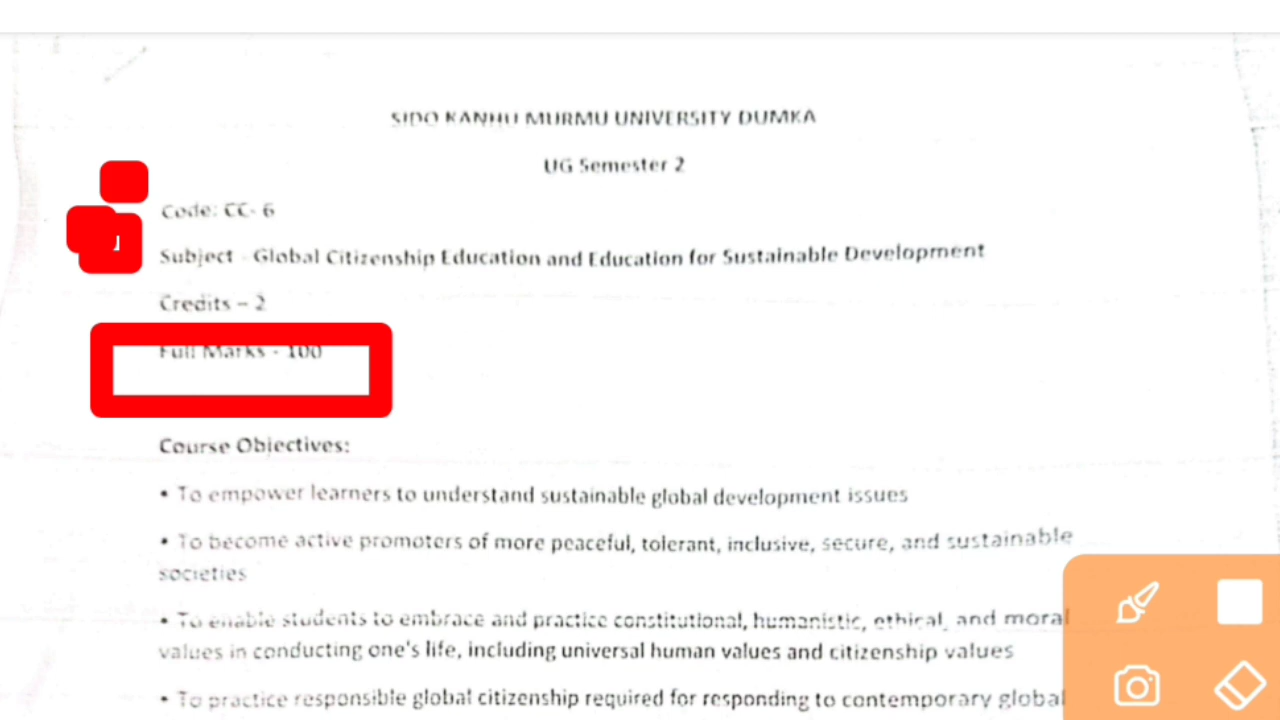 SIDO KANHU MURMU UNIVERSITY DUMKA
UG Semester 2
Code: CC- 6
Subject - Global Citizenship Education and Education for Sustainable Development
Credits – 2
Full Marks - 100
Course Objectives:
• To empower learners to understand sustainable global development issues
• To become active promoters of more peaceful, tolerant, inclusive, secure, and sustainable
societies
• To enable students to embrace and practice constitutional, humanistic, ethical, and moral
values in conducting one's life, including universal human values and citizenship values
• To practice responsible global citizenship required for responding to contemporary global